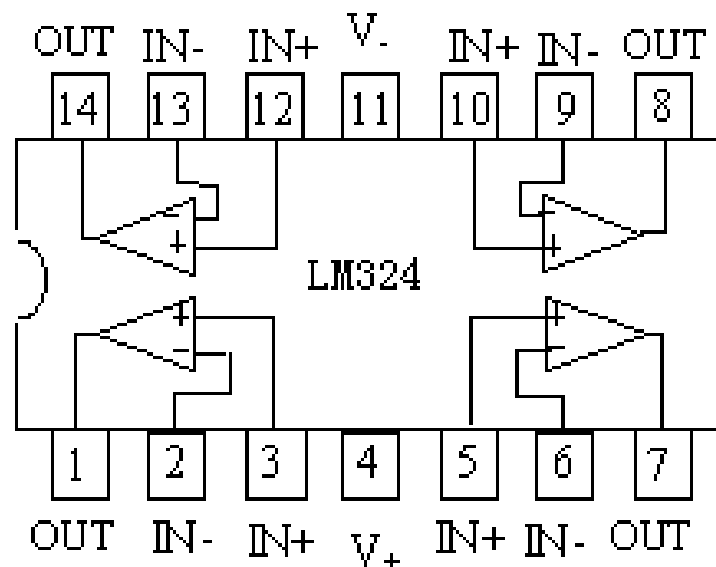 OUT IN- IN+ V- IN+ IN- OUT
14 13 12 11 10 9 8
- -
+ +
LM324
+ +
- -
1 2 3 4 5 6 7
OUT IN- IN+ V+ IN+ IN- OUT